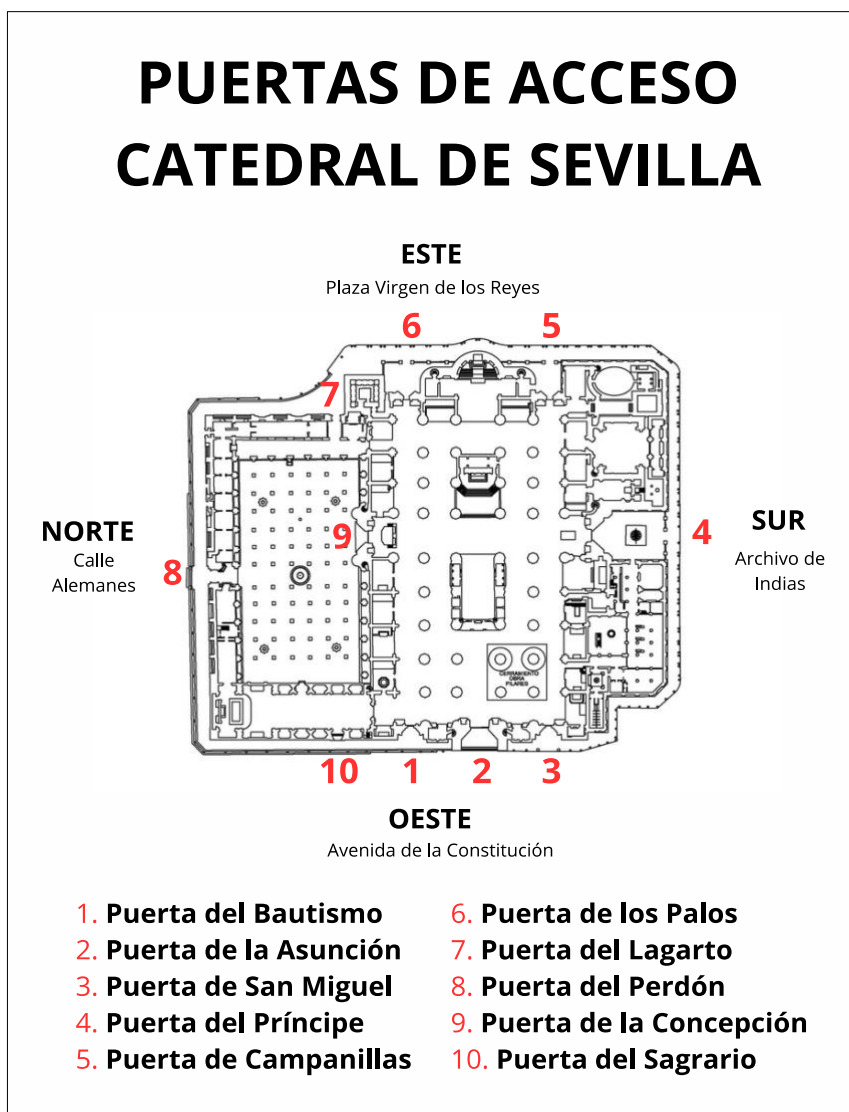 PUERTAS DE ACCESO
CATEDRAL DE SEVILLA
ESTE
Plaza Virgen de los Reyes
6
5
7
NORTE
Calle
Alemanes
8
9
4
SUR
Archivo de
Indias
CERRAMIENTO
OBRA
PILARES
10
1
2
3
OESTE
Avenida de la Constitución
1. Puerta del Bautismo
2. Puerta de la Asunción
3. Puerta de San Miguel
4. Puerta del Príncipe
5. Puerta de Campanillas
6. Puerta de los Palos
7. Puerta del Lagarto
8. Puerta del Perdón
9. Puerta de la Concepción
10. Puerta del Sagrario